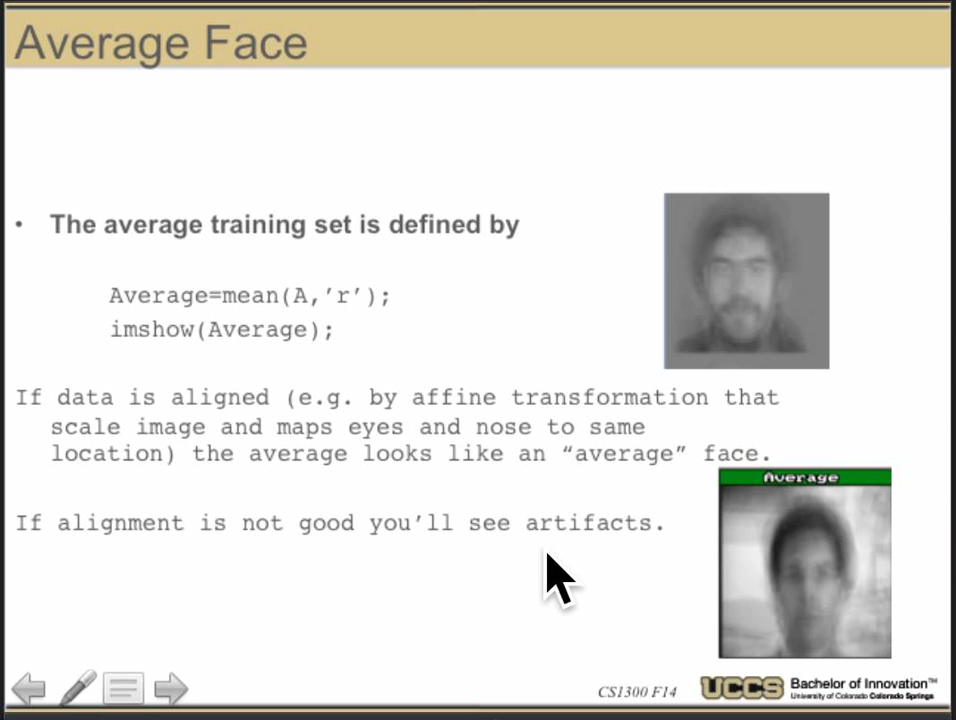 Average Face
• The average training set is defined by
Average=mean(A,’r’);
imshow(Average);
If data is aligned (e.g. by affine transformation that
scale image and maps eyes and nose to same
location) the average looks like an “average” face.
Average
If alignment is not good you’ll see artifacts.
CS1300 F14
UCCS
Bachelor of Innovation™
University of Colorado Colorado Springs